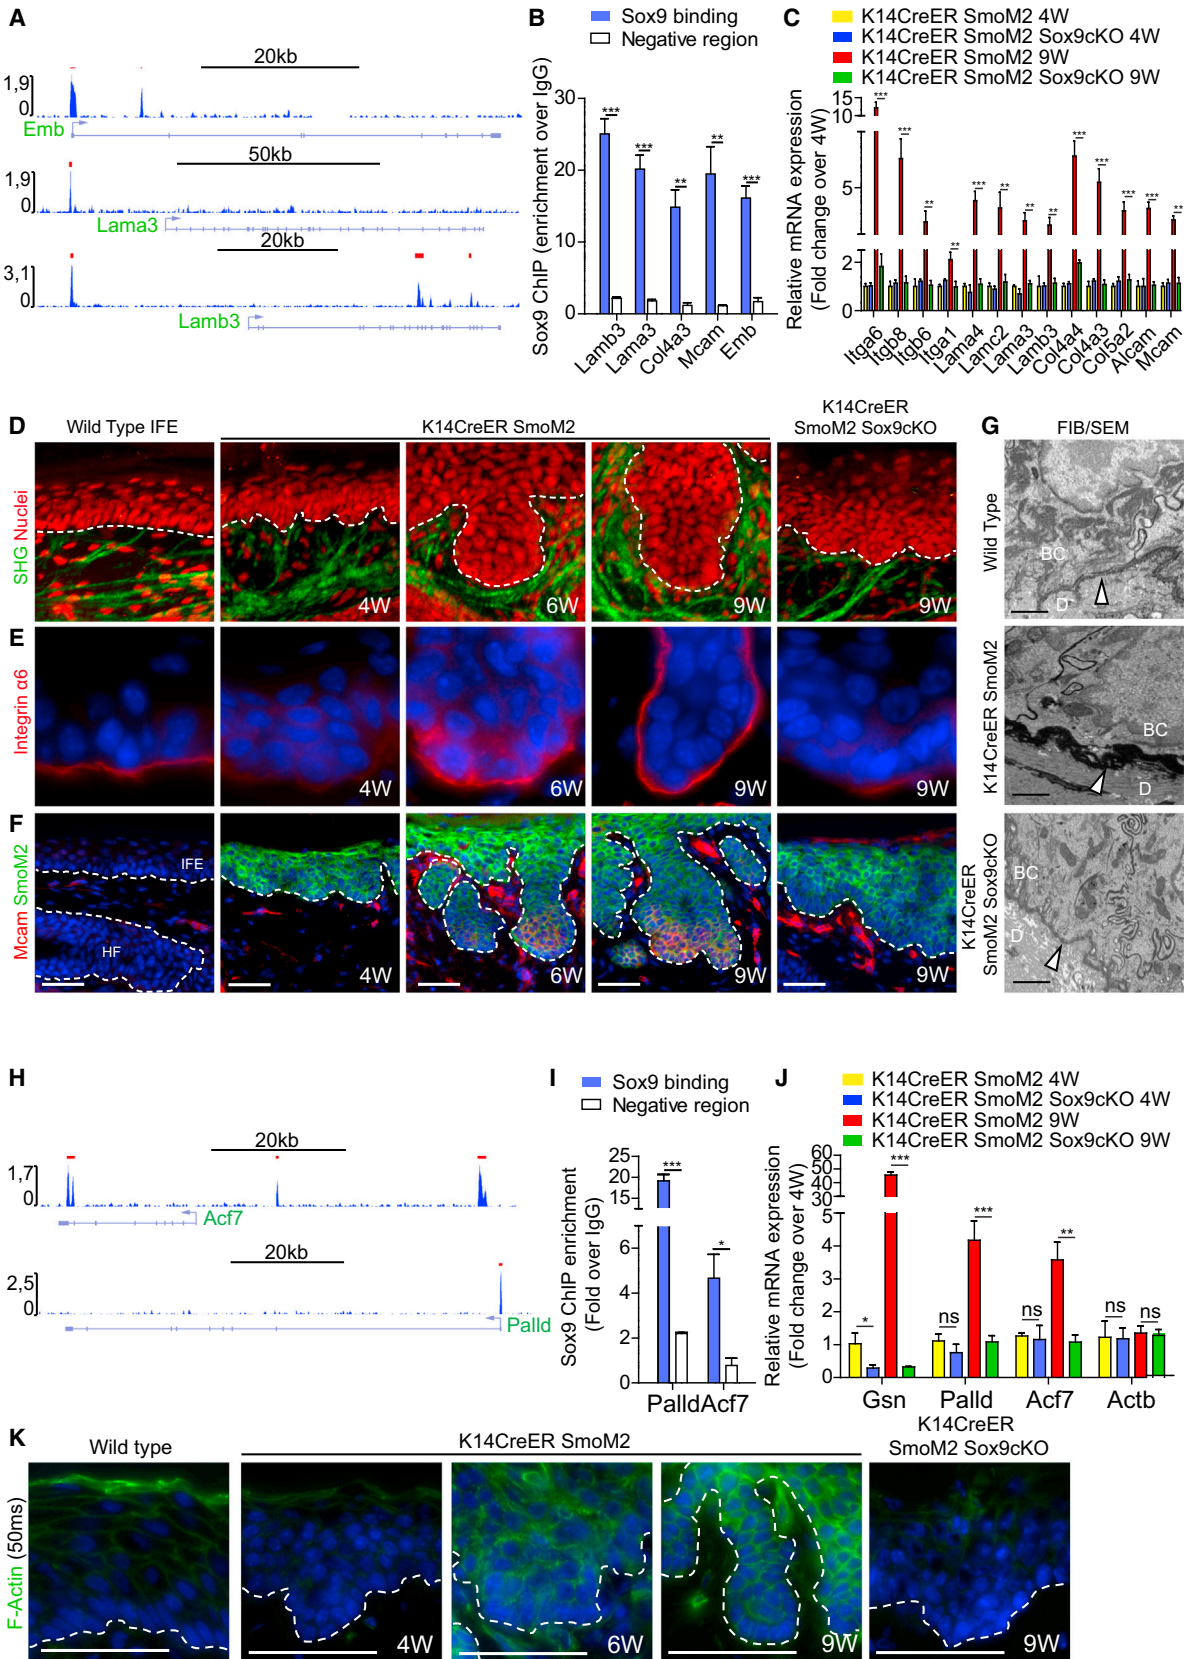 A
20kb
1,9
0
Emb
50kb
1,9
0
Lama3
20kb
3,1
0
Lamb3
B
Sox9 binding
Negative region
Sox9 ChIP (enrichment over IgG)
30
20
10
0
*** *** ** ** ***
Lamb3 Lama3 Col4a3 Mcam Emb
C
K14CreER SmoM2 4W
K14CreER SmoM2 Sox9cKO 4W
K14CreER SmoM2 9W
K14CreER SmoM2 Sox9cKO 9W
Relative mRNA expression
(Fold change over 4W)
15
10
5
2
0
*** *** ** ** *** ** ** ** *** *** *** *** **
Itga6 Itgb8 Itgb6 Itga1 Lama4 Lamc2 Lama3 Lamb3 Col4a4 Col4a3 Col5a2 Alcam Mcam
D
Wild Type IFE
K14CreER SmoM2
K14CreER
SmoM2 Sox9cKO
SHG Nuclei
4W
6W
9W
9W
E
Integrin α6
4W
6W
9W
9W
F
Mcam SmoM2
IFE
HF
4W
6W
9W
9W
G
FIB/SEM
Wild Type
BC
D
K14CreER SmoM2
BC
D
K14CreER
SmoM2 Sox9cKO
BC
D
H
20kb
1,7
0
Acf7
20kb
2,5
0
Palld
I
Sox9 binding
Negative region
Sox9 ChIP enrichment
(Fold over IgG)
25
20
15
6
4
2
0
*** *
Palld Acf7
J
K14CreER SmoM2 4W
K14CreER SmoM2 Sox9cKO 4W
K14CreER SmoM2 9W
K14CreER SmoM2 Sox9cKO 9W
Relative mRNA expression
(Fold change over 4W)
60
50
40
30
5
4
3
2
1
0
* *** ns *** ns ** ns ns
Gsn Palld Acf7 Actb
K
Wild type
K14CreER SmoM2
K14CreER
SmoM2 Sox9cKO
F-Actin (50ms)
4W
6W
9W
9W